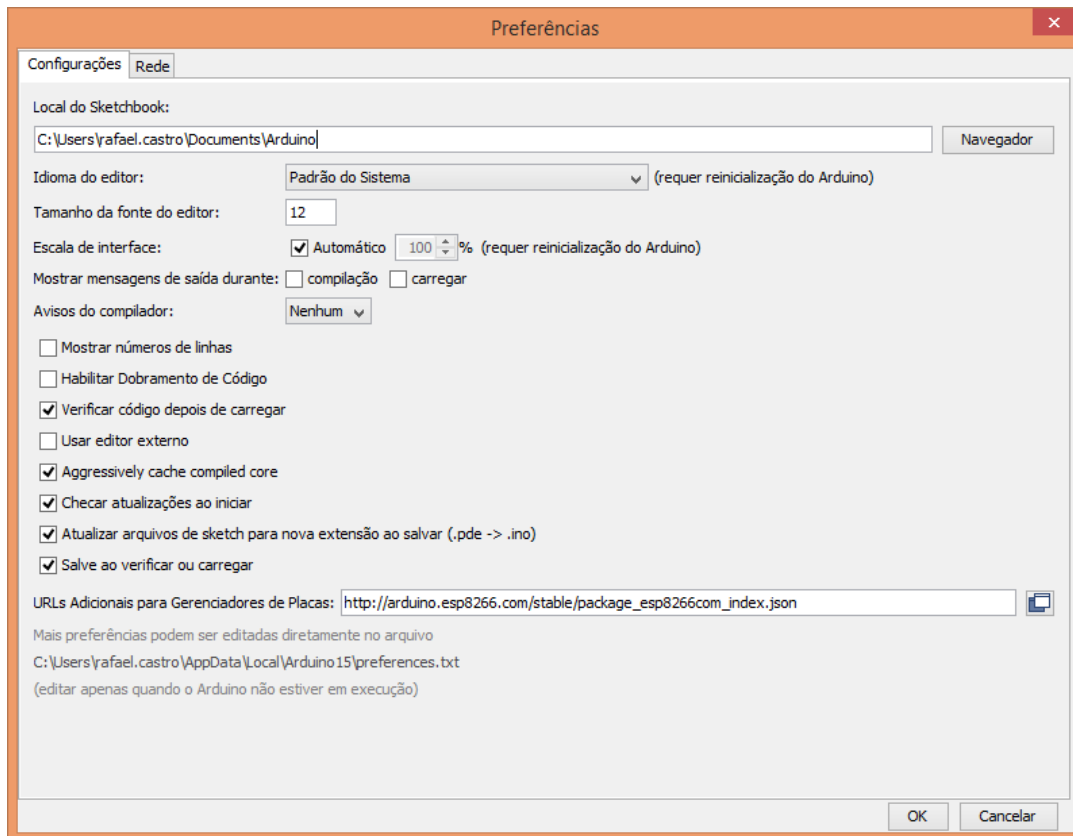 Preferências
Configurações Rede
Local do Sketchbook:
C:\Users\rafael.castro\Documents\Arduino Navegador
Idioma do editor: Padrão do Sistema (requer reinicialização do Arduino)
Tamanho da fonte do editor: 12
Escala de interface: Automático 100 % (requer reinicialização do Arduino)
Mostrar mensagens de saída durante: compilação carregar
Avisos do compilador: Nenhum
Mostrar números de linhas
Habilitar Dobramento de Código
Verificar código depois de carregar
Usar editor externo
Aggressively cache compiled core
Checar atualizações ao iniciar
Atualizar arquivos de sketch para nova extensão ao salvar (.pde -> .ino)
Salve ao verificar ou carregar
URLs Adicionais para Gerenciadores de Placas: http://arduino.esp8266.com/stable/package_esp8266com_index.json
Mais preferências podem ser editadas diretamente no arquivo
C:\Users\rafael.castro\AppData\Local\Arduino15\preferences.txt
(editar apenas quando o Arduino não estiver em execução)
OK Cancelar